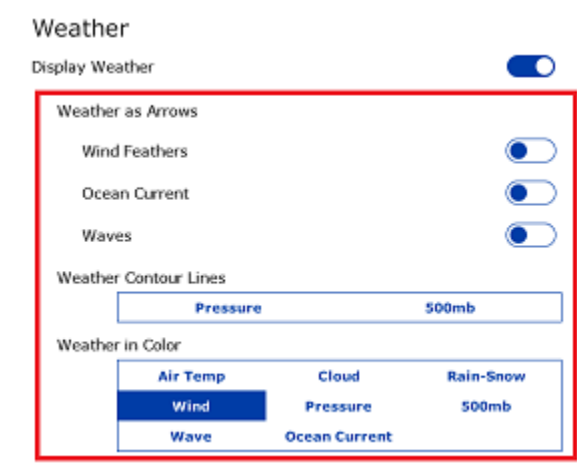 Weather
Display Weather
Weather as Arrows
Wind Feathers
Ocean Current
Waves
Weather Contour Lines
Pressure 500mb
Weather in Color
Air Temp Cloud Rain-Snow
Wind Pressure 500mb
Wave Ocean Current